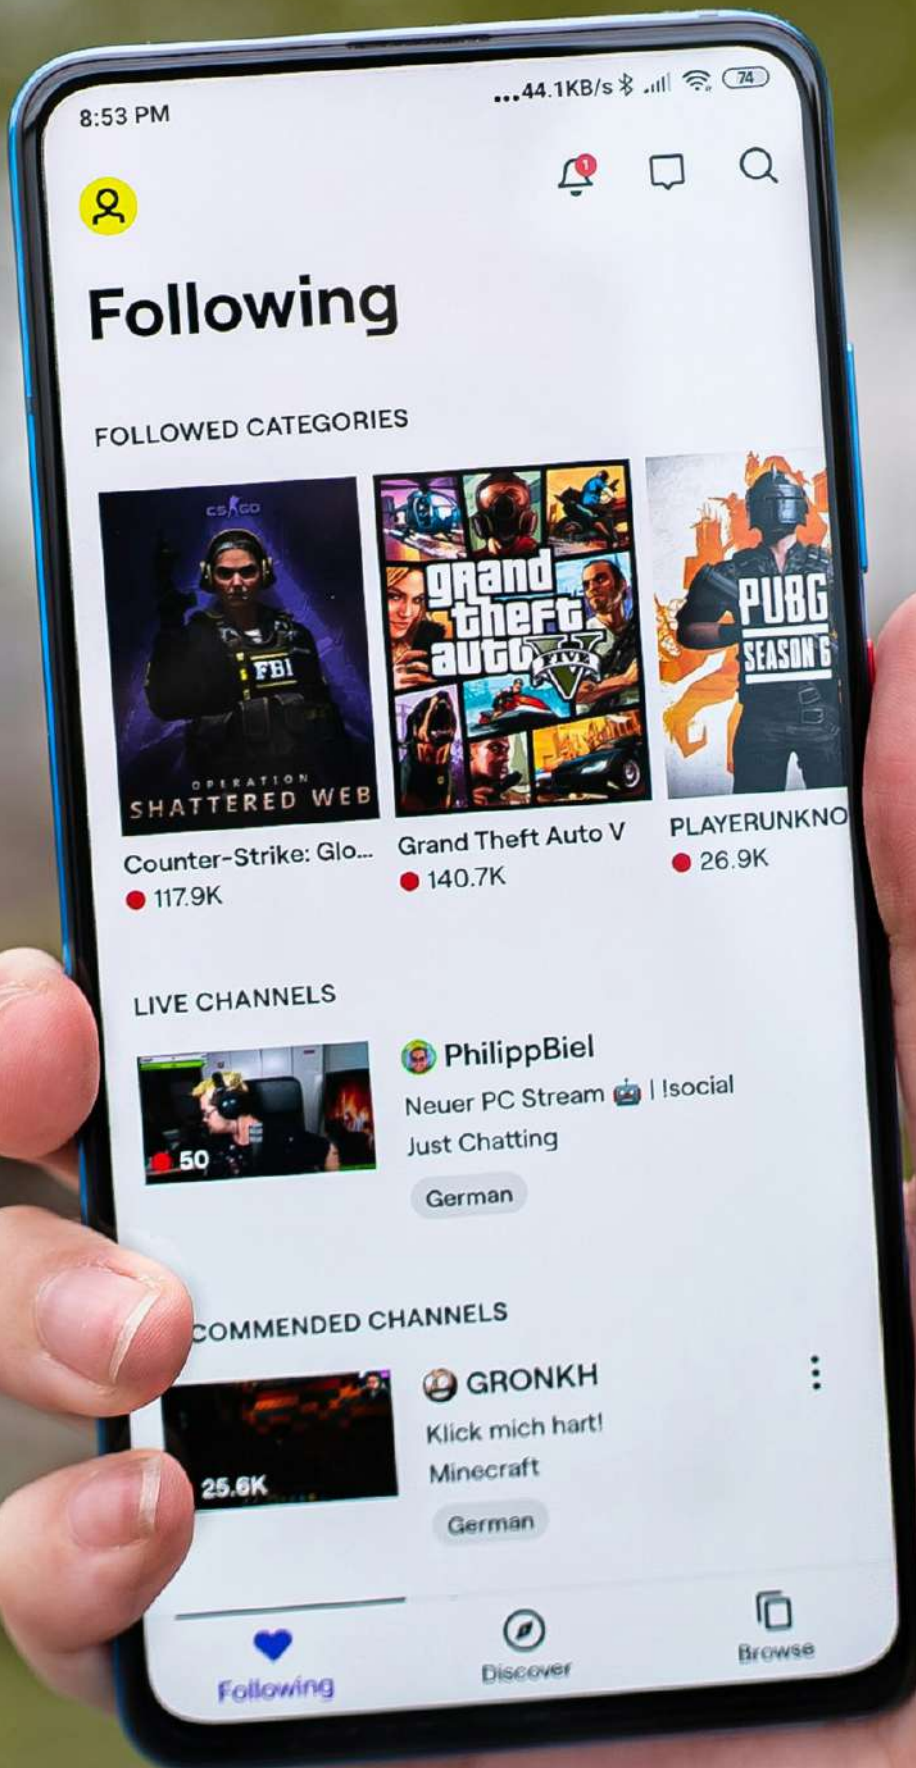 8:53 PM
...44.1KB/s 74
1
Following
FOLLOWED CATEGORIES
CS GO
FBI
OPERATION
SHATTERED WEB
Counter-Strike: Glo...
117.9K
grand
theft
auto
FIVE
V
Grand Theft Auto V
140.7K
PUBG
SEASON 6
PLAYERUNKNO
26.9K
LIVE CHANNELS
50
PhilippBiel
Neuer PC Stream 🤖 | !social
Just Chatting
German
COMMENDED CHANNELS
25.6K
GRONKH
Klick mich hart!
Minecraft
German
Following
Discover
Browse